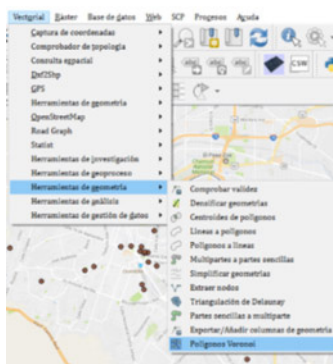 Vectorial Ráster Base de datos Web SCP Proceso Ayuda
Captura de coordenadas
Comprobador de topología
Consulta espacial
Dxf2Shp
GPS
Herramientas de geometría
OpenStreetMap
Road Graph
Statist
Herramientas de investigación
Herramientas de geoproceso
Herramientas de geometría
Herramientas de análisis
Herramientas de gestión de datos
CSW
Comprobar validez
Densificar geometrías
Centroides de polígonos
Líneas a polígonos
Polígonos a líneas
Multipartes a partes sencillas
Simplificar geometrías
Extraer nodos
Triangulación de Delaunay
Partes sencillas a multiparte
Exportar/Añadir columnas de geometría
Polígonos Voronoi